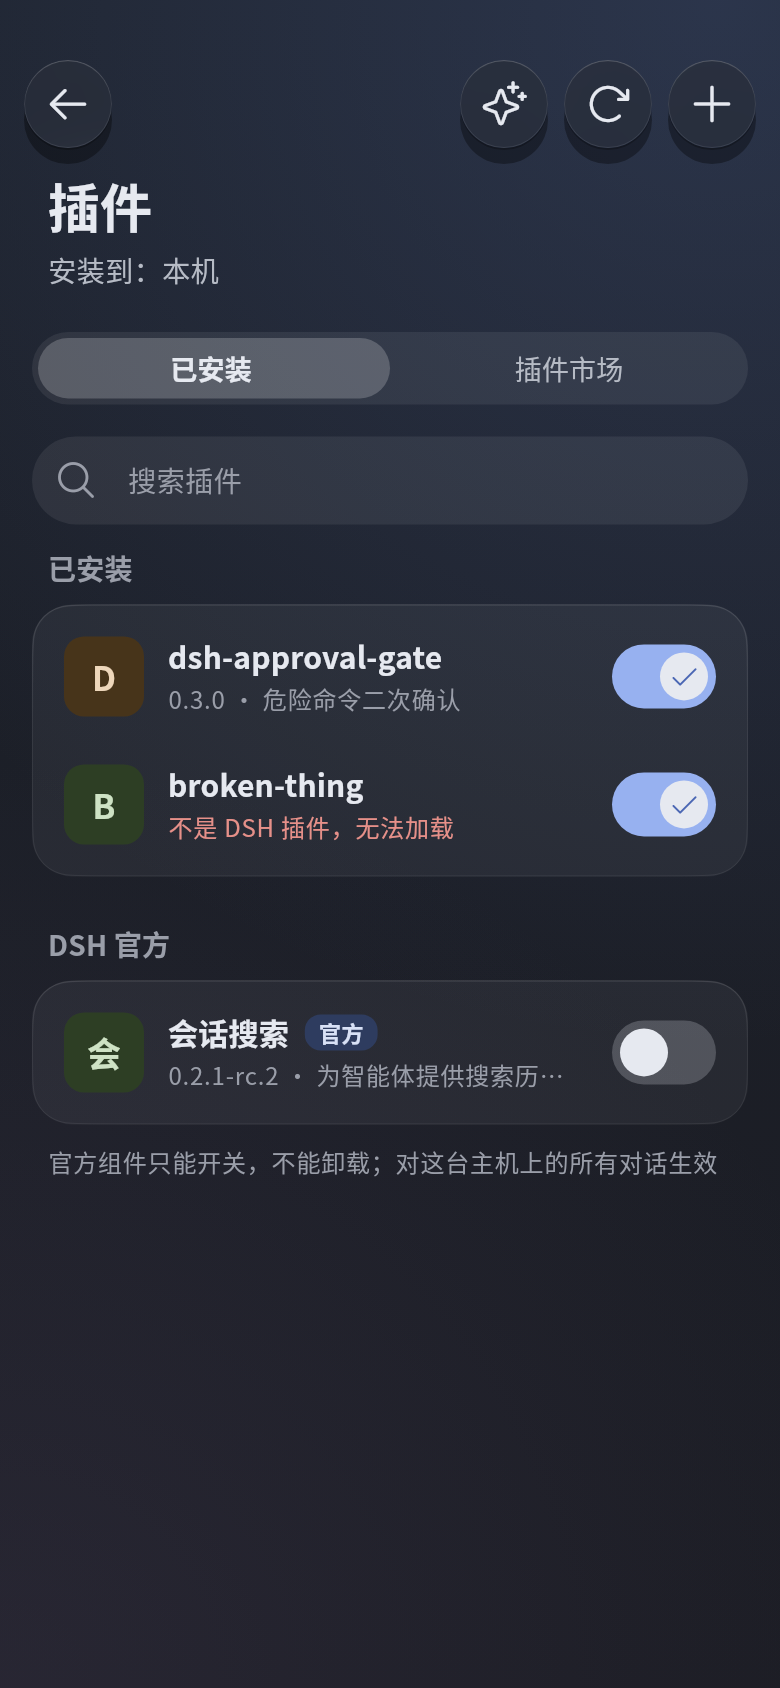 插件
安装到：本机
已安装
插件市场
搜索插件
已安装
D
dsh-approval-gate
0.3.0 · 危险命令二次确认
B
broken-thing
不是 DSH 插件，无法加载
DSH 官方
会
会话搜索 官方
0.2.1-rc.2 · 为智能体提供搜索历…
官方组件只能开关，不能卸载；对这台主机上的所有对话生效